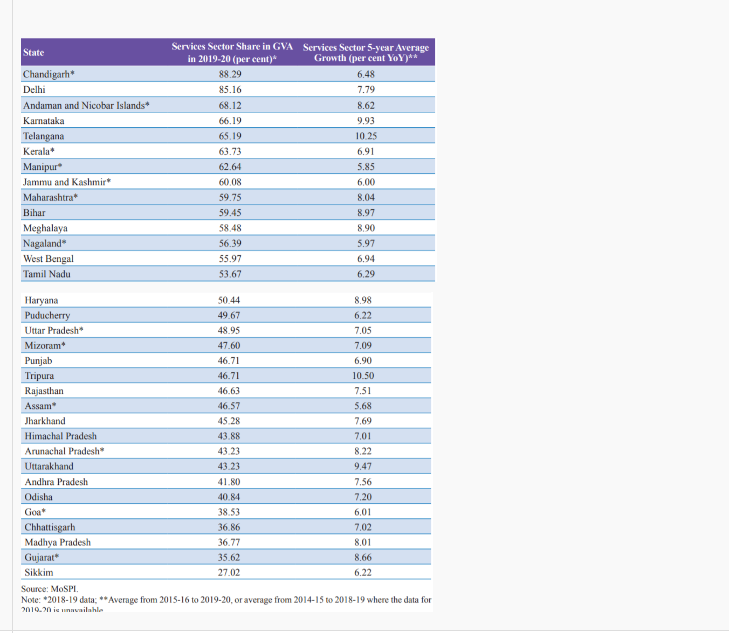 State Services Sector Share in GVA in 2019-20 (per cent)* Services Sector 5-year Average Growth (per cent YoY)**
Chandigarh* 88.29 6.48
Delhi 85.16 7.79
Andaman and Nicobar Islands* 68.12 8.62
Karnataka 66.19 9.93
Telangana 65.19 10.25
Kerala* 63.73 6.91
Manipur* 62.64 5.85
Jammu and Kashmir* 60.08 6.00
Maharashtra* 59.75 8.04
Bihar 59.45 8.97
Meghalaya 58.48 8.90
Nagaland* 56.39 5.97
West Bengal 55.97 6.94
Tamil Nadu 53.67 6.29
Haryana 50.44 8.98
Puducherry 49.67 6.22
Uttar Pradesh* 48.95 7.05
Mizoram* 47.60 7.09
Punjab 46.71 6.90
Tripura 46.71 10.50
Rajasthan 46.63 7.51
Assam* 46.57 5.68
Jharkhand 45.28 7.69
Himachal Pradesh 43.88 7.01
Arunachal Pradesh* 43.23 8.22
Uttarakhand 43.23 9.47
Andhra Pradesh 41.80 7.56
Odisha 40.84 7.20
Goa* 38.53 6.01
Chhattisgarh 36.86 7.02
Madhya Pradesh 36.77 8.01
Gujarat* 35.62 8.66
Sikkim 27.02 6.22
Source: MoSPI.
Note: *2018-19 data; **Average from 2015-16 to 2019-20, or average from 2014-15 to 2018-19 where the data for
2019-20 is unavailable